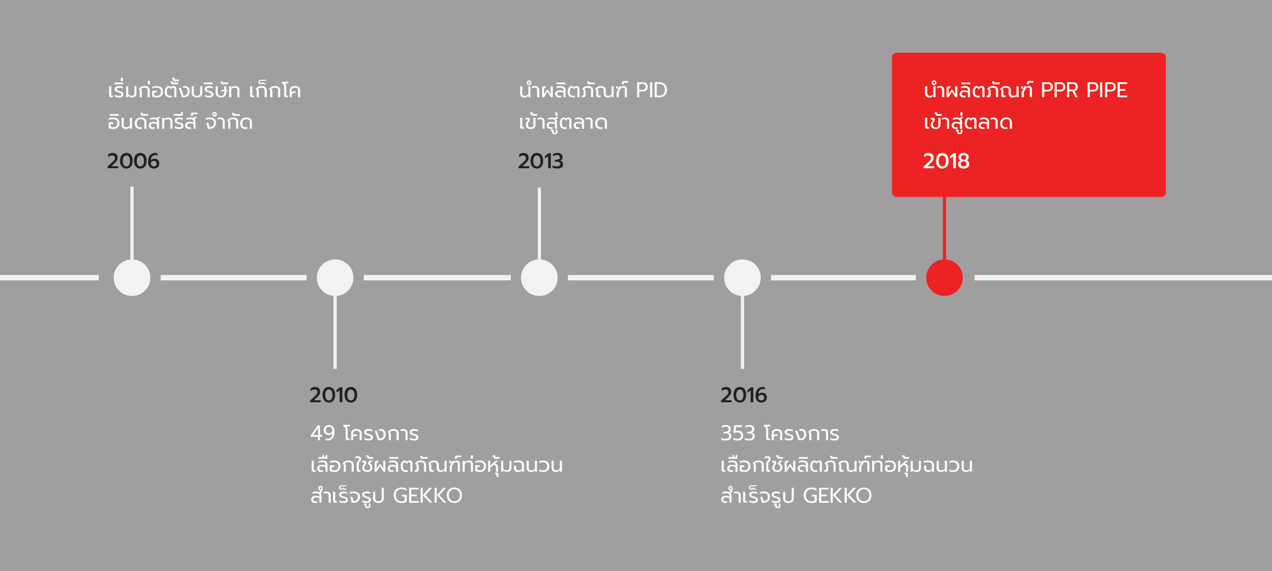 เริ่มก่อตั้งบริษัท เก็กโค
อินดัสทรีส์ จำกัด
2006
2010
49 โครงการ
เลือกใช้ผลิตภัณฑ์ท่อหุ้มฉนวน
สำเร็จรูป GEKKO
นำผลิตภัณฑ์ PID
เข้าสู่ตลาด
2013
2016
353 โครงการ
เลือกใช้ผลิตภัณฑ์ท่อหุ้มฉนวน
สำเร็จรูป GEKKO
นำผลิตภัณฑ์ PPR PIPE
เข้าสู่ตลาด
2018